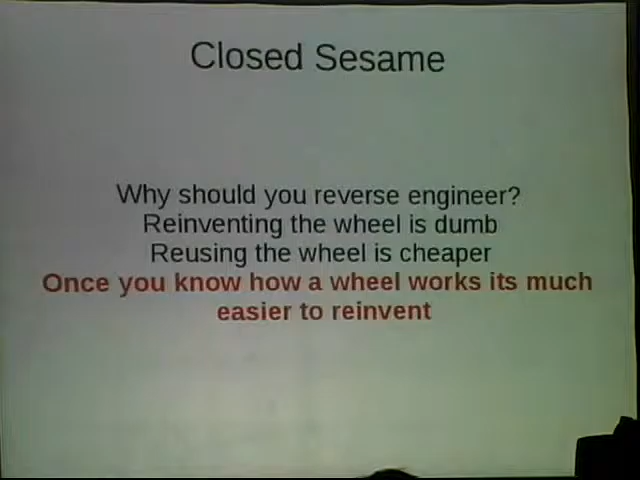 Closed Sesame
Why should you reverse engineer?
Reinventing the wheel is dumb
Reusing the wheel is cheaper
Once you know how a wheel works its much
easier to reinvent